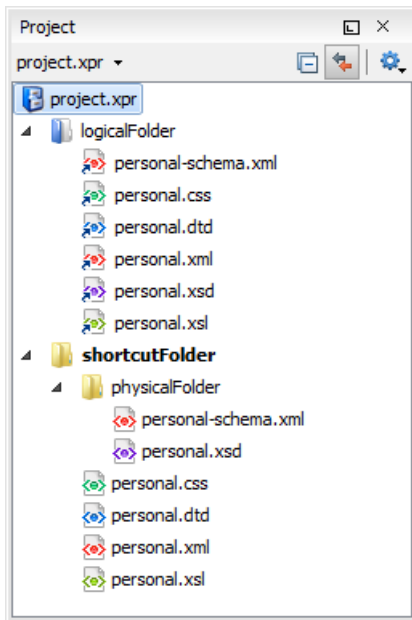 Project
project.xpr
project.xpr
logicalFolder
personal-schema.xml
personal.css
personal.dtd
personal.xml
personal.xsd
personal.xsl
shortcutFolder
physicalFolder
personal-schema.xml
personal.xsd
personal.css
personal.dtd
personal.xml
personal.xsl